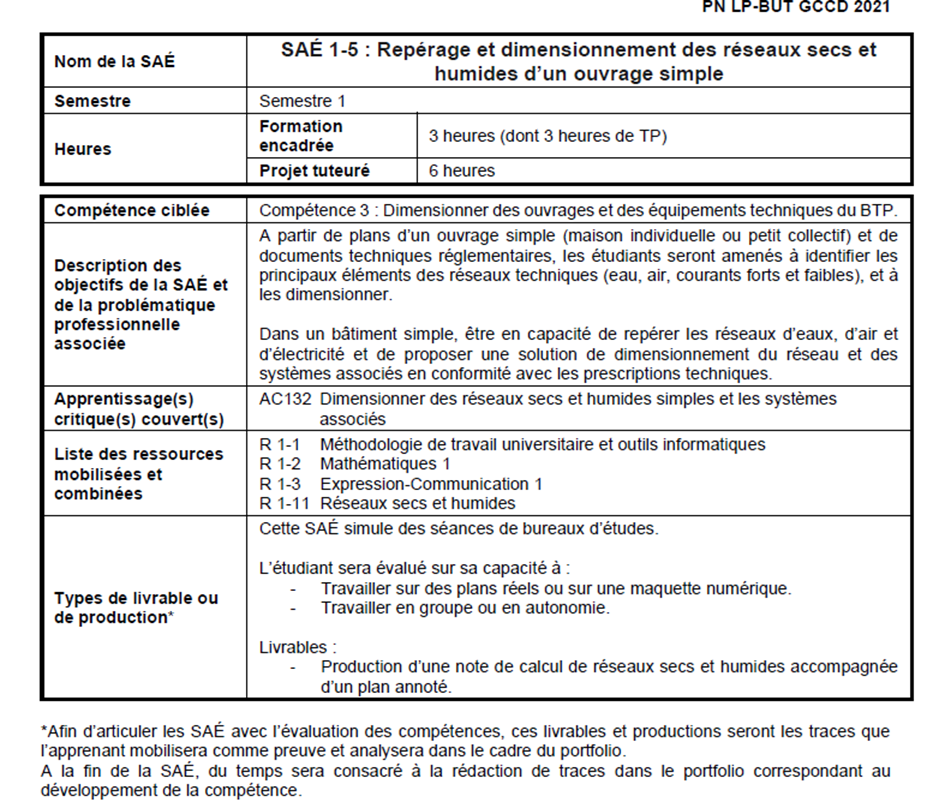 PN LP-BUT GCCD 2021
Nom de la SAÉ
SAÉ 1-5 : Repérage et dimensionnement des réseaux secs et
humides d'un ouvrage simple
Semestre
Semestre 1
Heures
Formation
encadrée
3 heures (dont 3 heures de TP)
Projet tuteuré
6 heures
Compétence ciblée
Compétence 3 : Dimensionner des ouvrages et des équipements techniques du BTP.
Description des
objectifs de la SAÉ et
de la problématique
professionnelle
associée
A partir de plans d'un ouvrage simple (maison individuelle ou petit collectif) et de
documents techniques réglementaires, les étudiants seront amenés à identifier les
principaux éléments des réseaux techniques (eau, air, courants forts et faibles), et à
les dimensionner.
Dans un bâtiment simple, être en capacité de repérer les réseaux d'eaux, d'air et
d'électricité et de proposer une solution de dimensionnement du réseau et des
systèmes associés en conformité avec les prescriptions techniques.
Apprentissage(s)
critique(s) couvert(s)
AC132 Dimensionner des réseaux secs et humides simples et les systèmes
associés
Liste des ressources
mobilisées et
combinées
R 1-1 Méthodologie de travail universitaire et outils informatiques
R 1-2 Mathématiques 1
R 1-3 Expression-Communication 1
R 1-11 Réseaux secs et humides
Types de livrable ou
de production*
Cette SAÉ simule des séances de bureaux d'études.
L'étudiant sera évalué sur sa capacité à :
- Travailler sur des plans réels ou sur une maquette numérique.
- Travailler en groupe ou en autonomie.
Livrables :
- Production d'une note de calcul de réseaux secs et humides accompagnée
d'un plan annoté.
*Afin d'articuler les SAÉ avec l'évaluation des compétences, ces livrables et productions seront les traces que
l'apprenant mobilisera comme preuve et analysera dans le cadre du portfolio.
A la fin de la SAÉ, du temps sera consacré à la rédaction de traces dans le portfolio correspondant au
développement de la compétence.